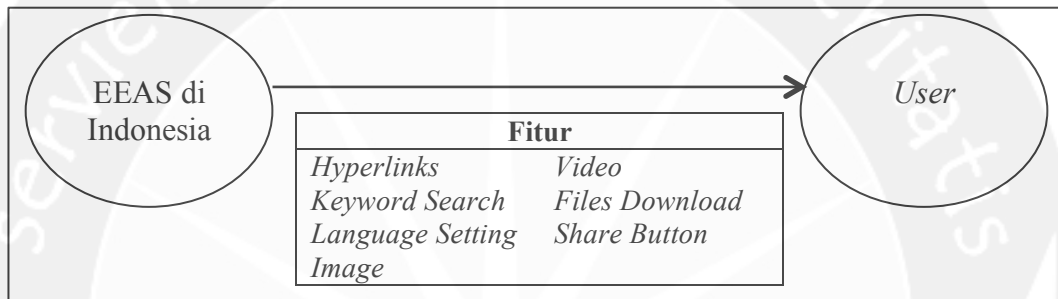 EEAS di
Indonesia
User
Fitur
Hyperlinks Video
Keyword Search Files Download
Language Setting Share Button
Image